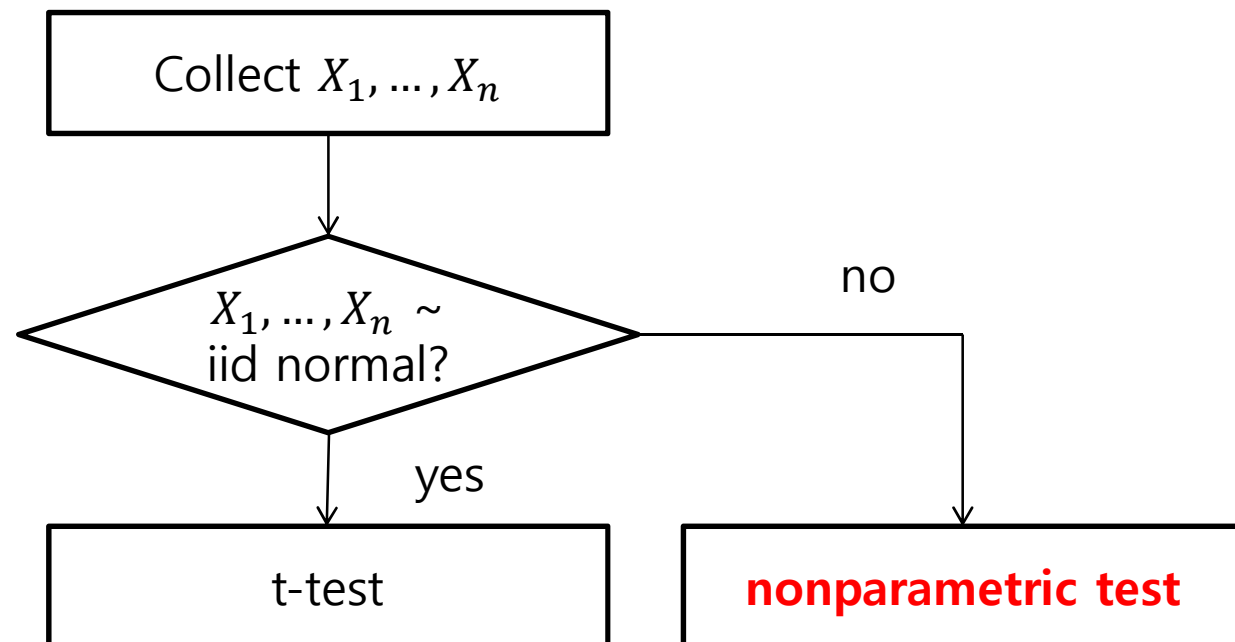 Collect X₁, … , Xₙ
X₁, … , Xₙ ~
iid normal?
no
yes
t-test
nonparametric test